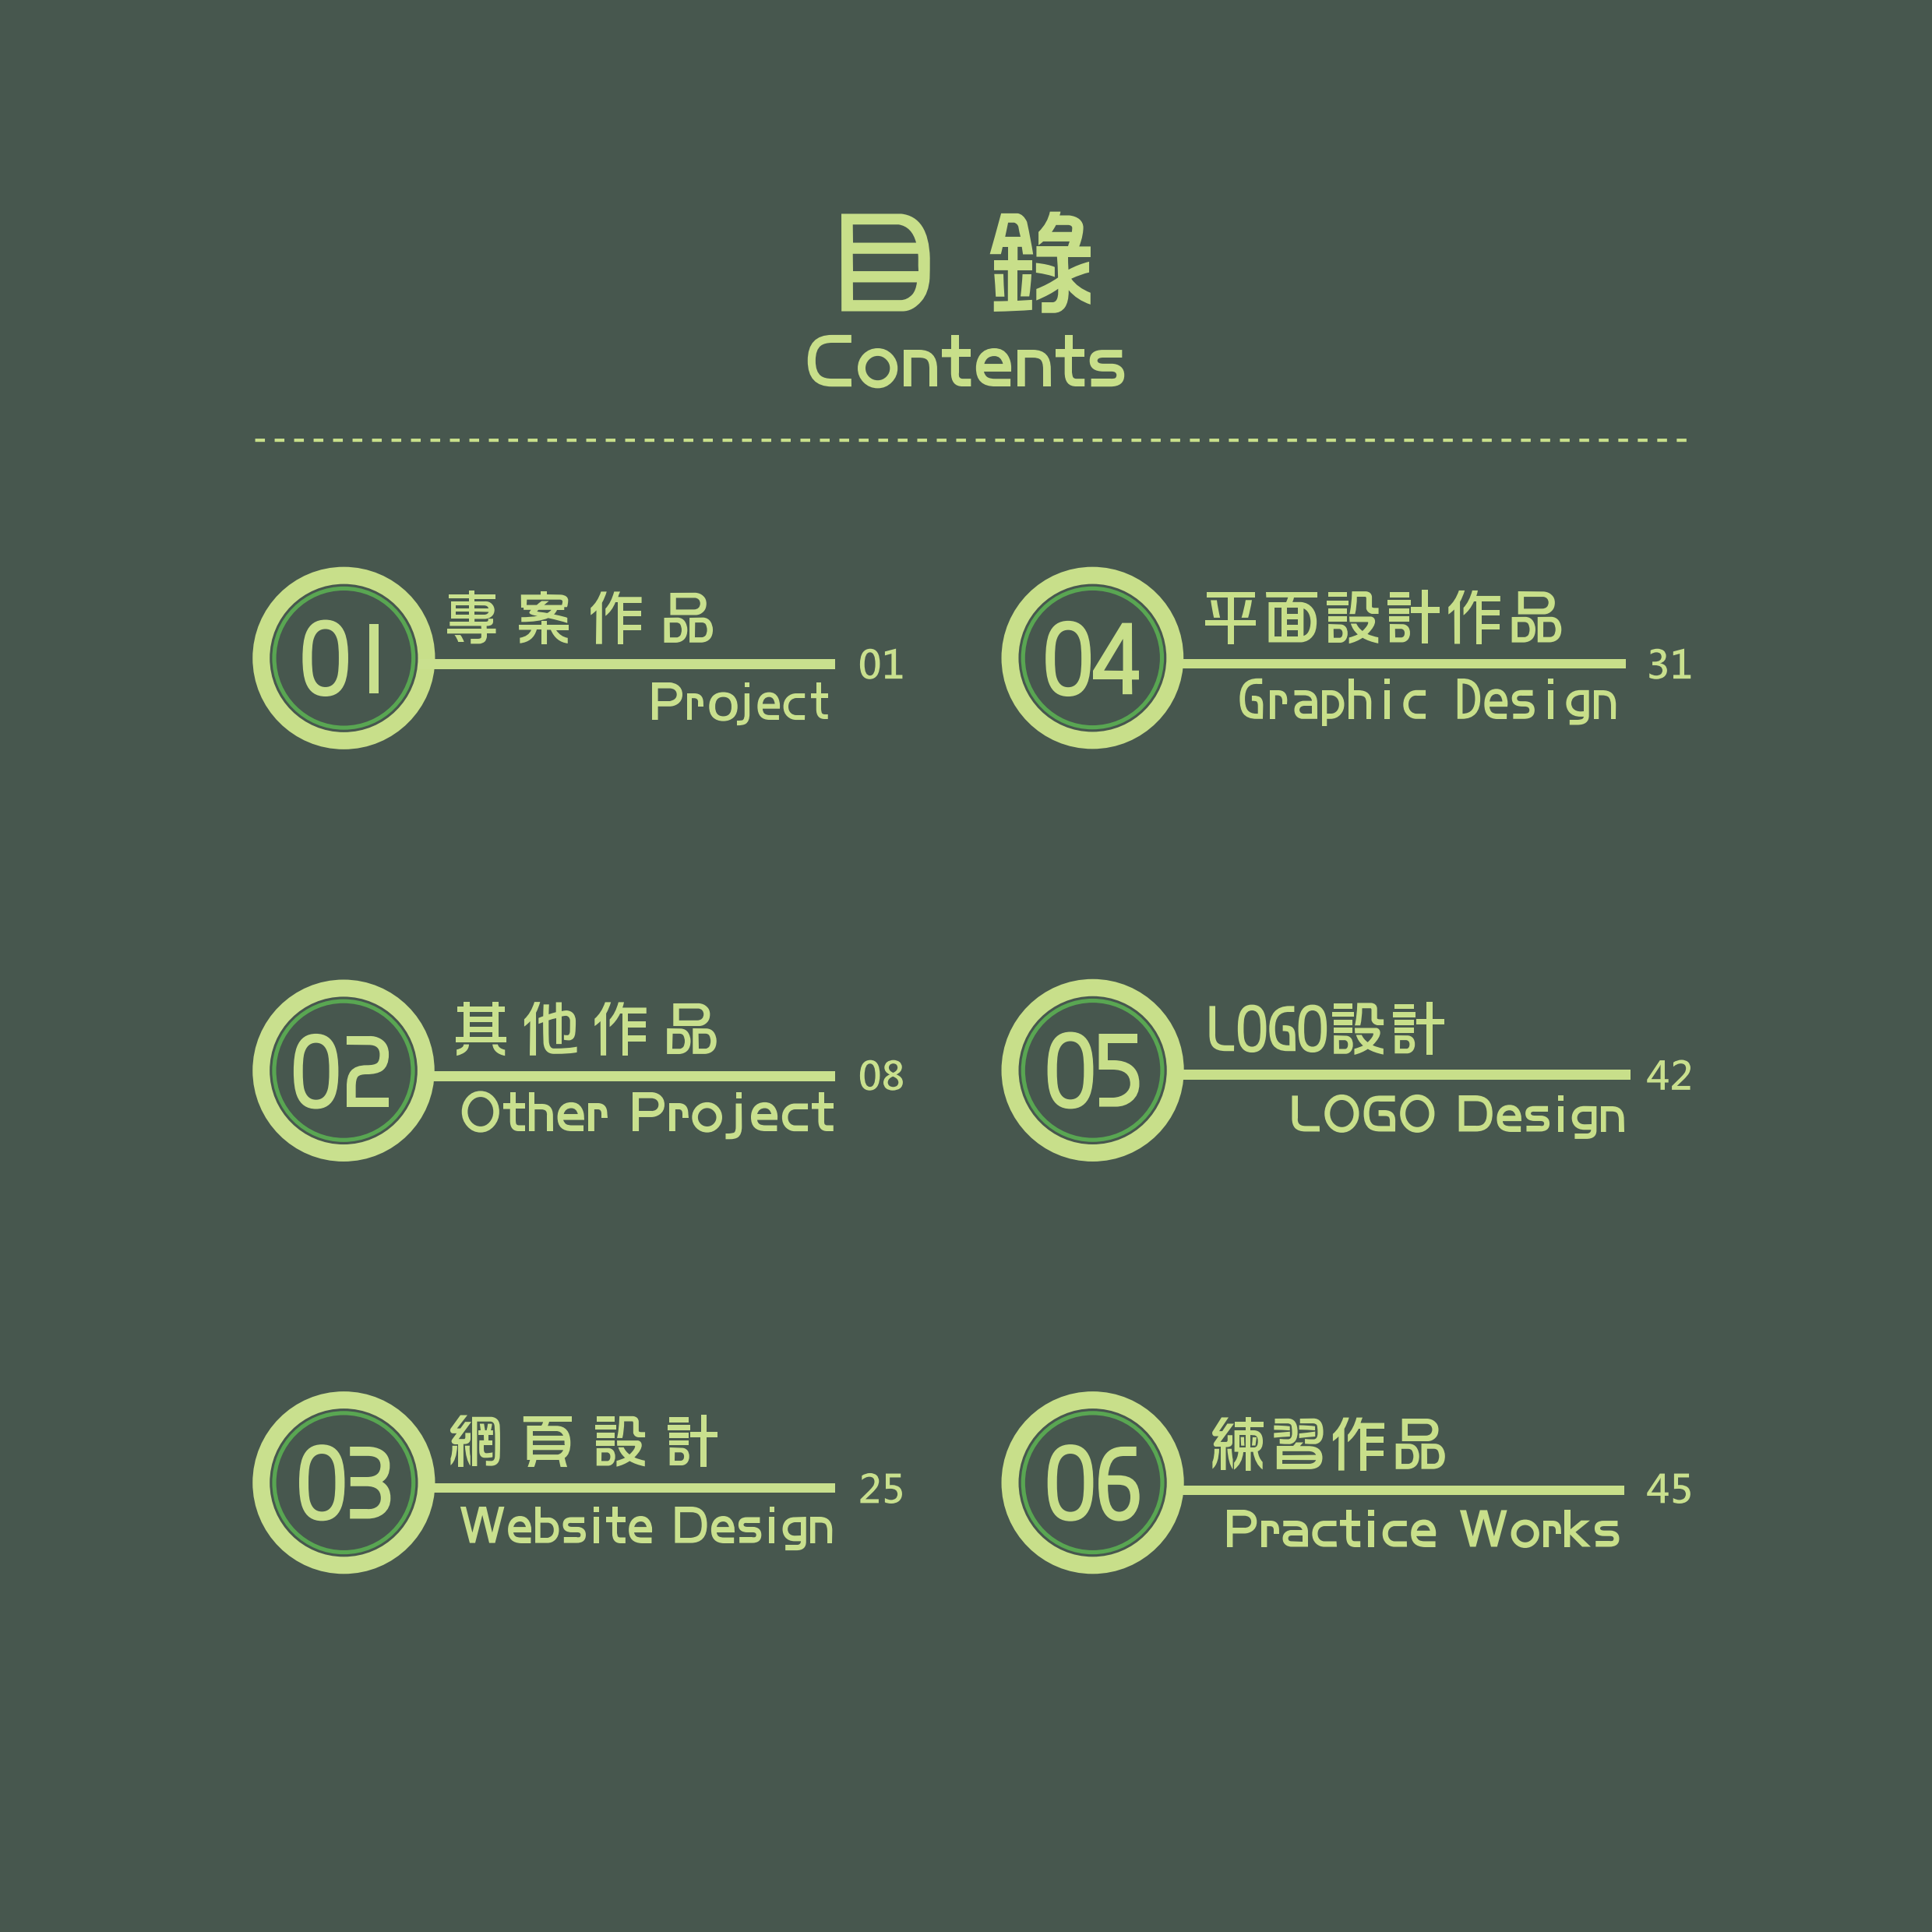 目 錄
Contents
01
專案作品
01
Project
02
其他作品
08
Other Project
03
網頁設計
25
Website Design
04
平面設計作品
31
Graphic Design
05
LOGO設計
42
LOGO Design
06
練習作品
45
Practice Works